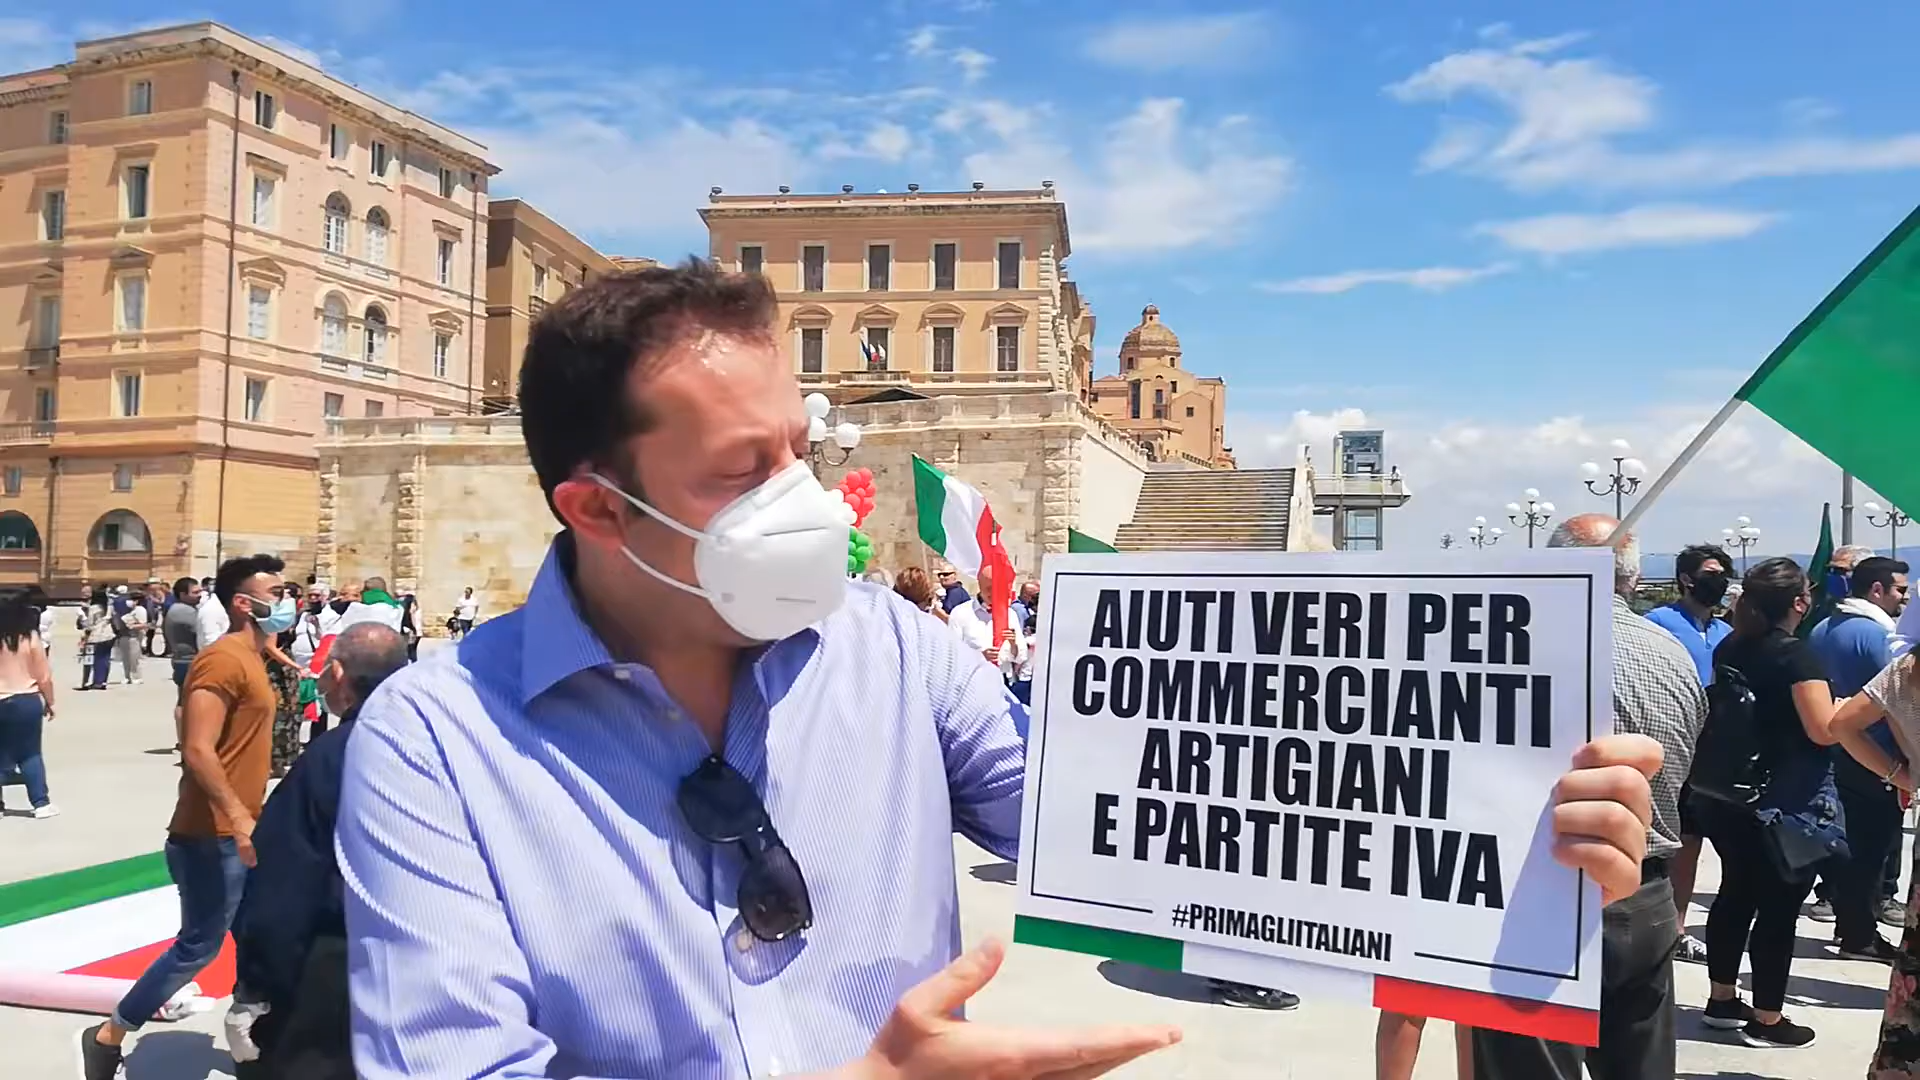 AIUTI VERI PER
COMMERCIANTI
ARTIGIANI
E PARTITE IVA
#PRIMAGLIITALIANI